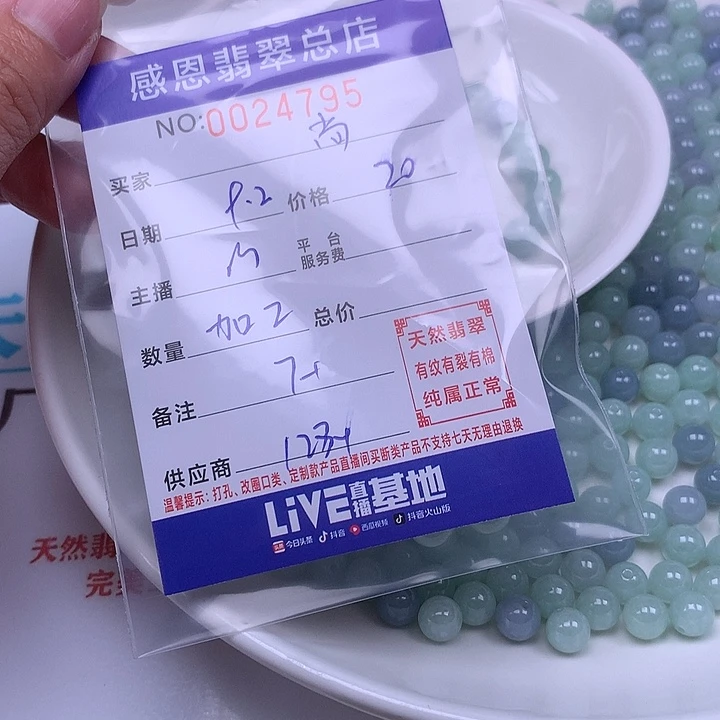 感恩翡翠总店
NO:0024795
买家 尚
日期 9.2 价格 20
主播 平台服务费
数量 加工 总价
备注 7+
供应商
天然翡翠
有纹有裂有棉
纯属正常
温馨提示：打孔、改圈口类、定制款产品直播间买断类产品不支持七天无理由退换
LiVE直播基地
头条 今日头条 抖音 西瓜视频 抖音火山版
天然翡